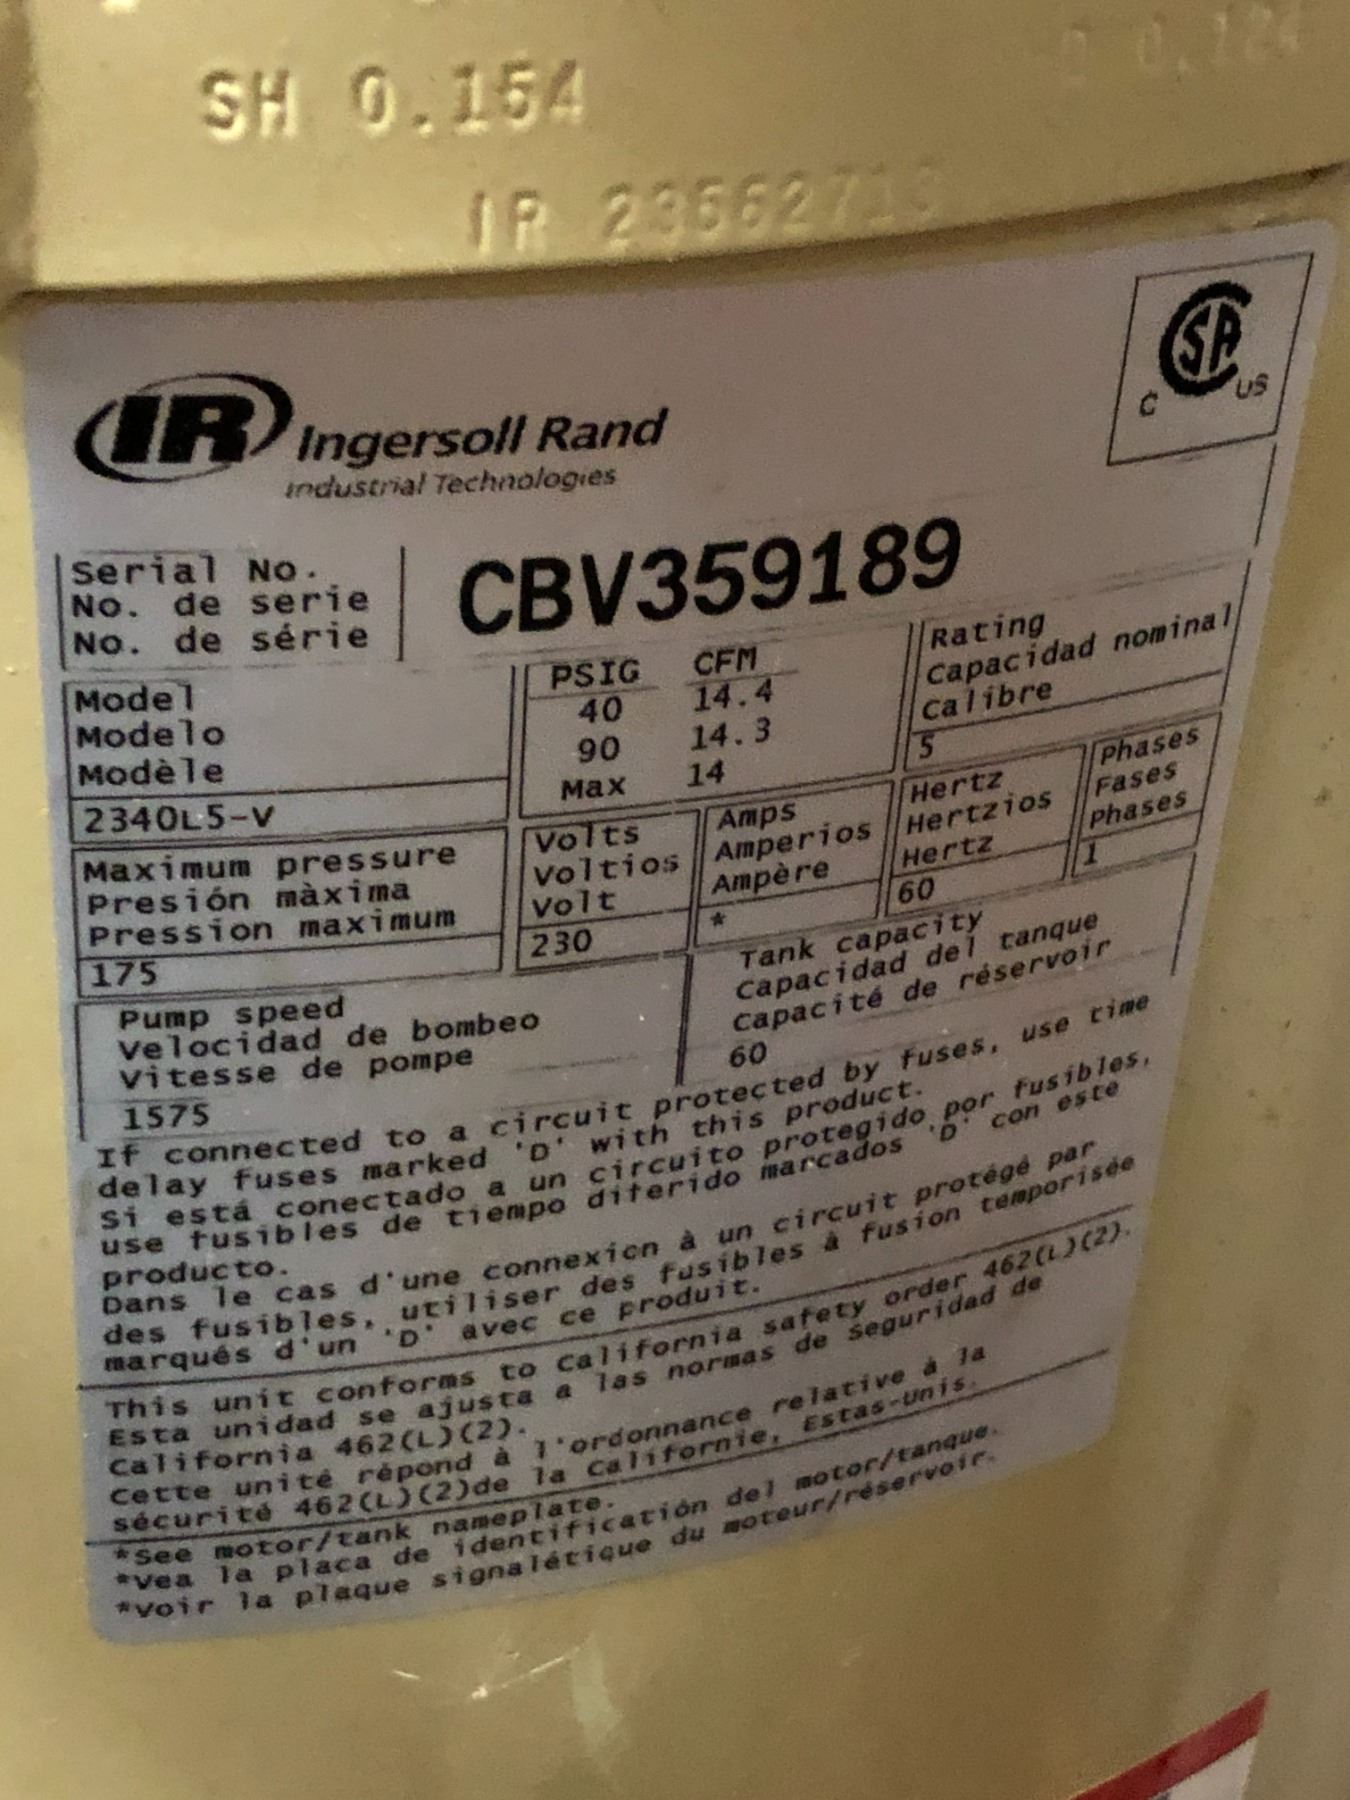 SH 0.154
IR
IR Ingersoll Rand
Industrial Technologies
CSA
C US
Serial No.
No. de serie
No. de série
CBV359189
Model
Modelo
Modèle
2340L5-V
PSIG CFM
40 14.4
90 14.3
Max 14
Rating
Capacidad nominal
Calibre
5
Maximum pressure
Presión màxima
Pression maximum
175
Volts
Voltios
Volt
230
Amps
Amperios
Ampère
*
Hertz
Hertzios
Hertz
60
Phases
Fases
Phases
1
Pump speed
Velocidad de bombeo
Vitesse de pompe
1575
Tank capacity
Capacidad del tanque
Capacité de réservoir
60
If connected to a circuit protected by fuses, use time
delay fuses marked 'D' with this product.
Si está conectado a un circuito protegido por fusibles,
use fusibles de tiempo diferido marcados 'D' con este
producto.
Dans le cas d'une connexion à un circuit protégé par
des fusibles, utiliser des fusibles à fusion temporisée
marqués d'un 'D' avec ce produit.
This unit conforms to California safety order 462(L)(2).
Esta unidad se ajusta a las normas de Seguridad de
California 462(L)(2).
Cette unité répond à l'ordonnance relative à la
sécurité 462(L)(2)de la Californie, Estas-Unis.
*See motor/tank nameplate.
*Vea la placa de identificación del motor/tanque.
*Voir la plaque signalétique du moteur/réservoir.